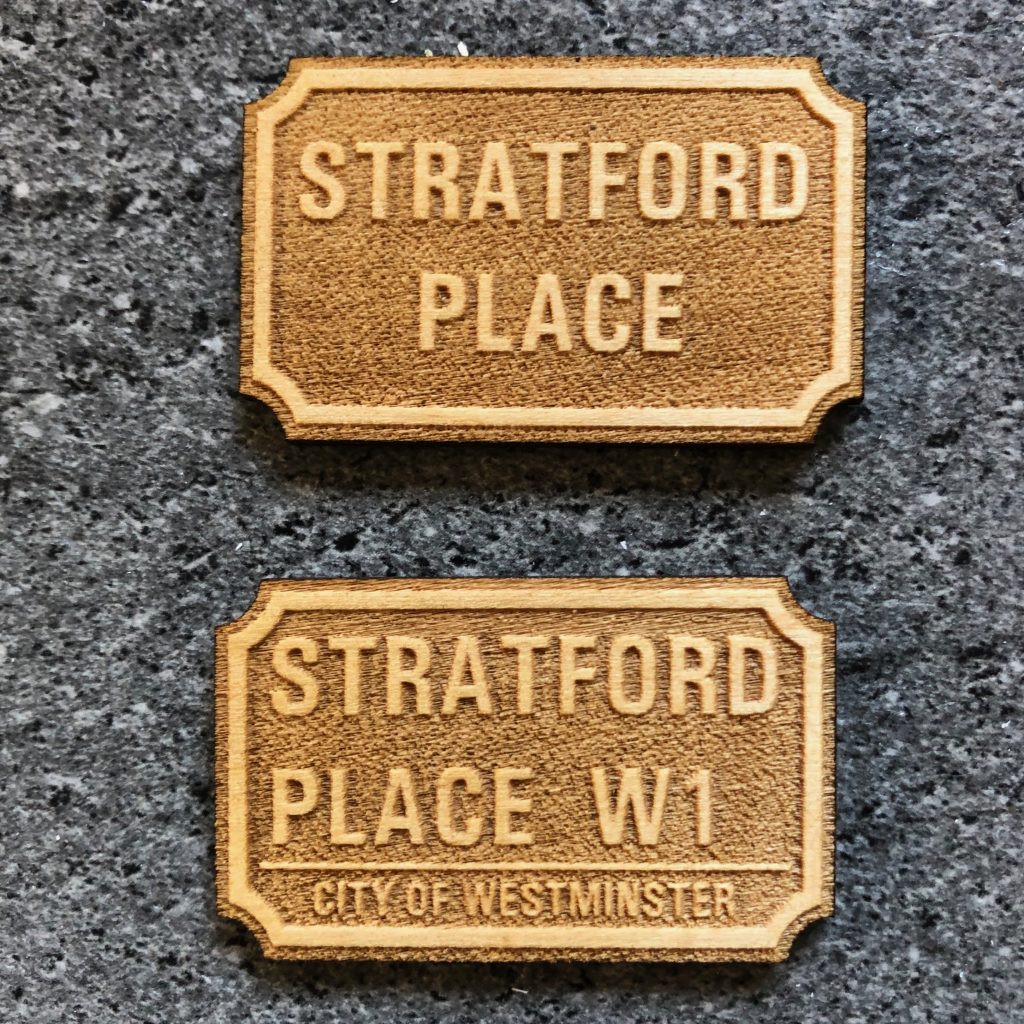 STRATFORD
PLACE
STRATFORD
PLACE W1
CITY OF WESTMINSTER